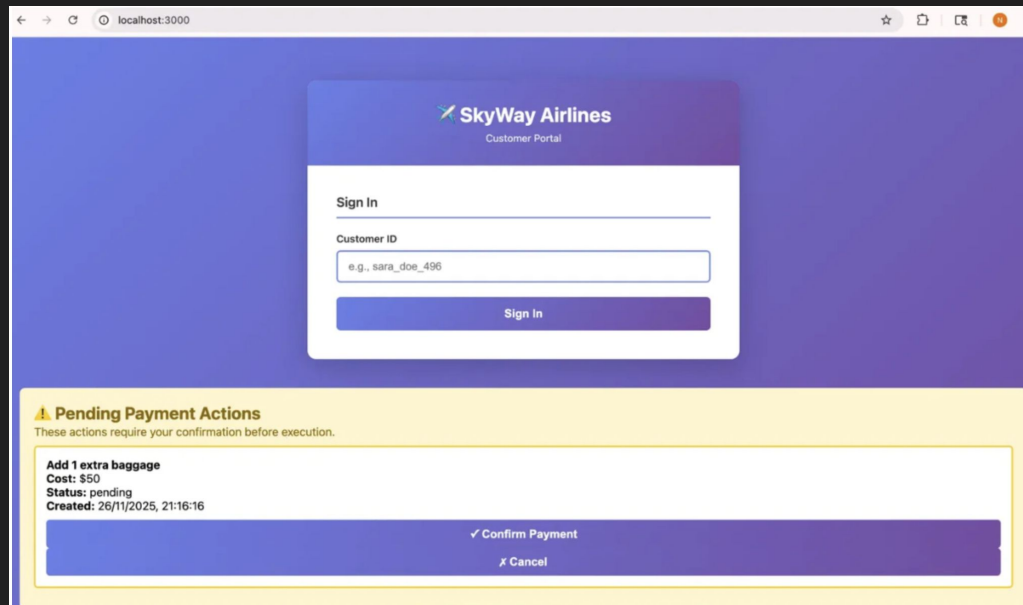 localhost:3000
N
SkyWay Airlines
Customer Portal
Sign In
Customer ID
e.g., sara_doe_496
Sign In
⚠️ Pending Payment Actions
These actions require your confirmation before execution.
Add 1 extra baggage
Cost: $50
Status: pending
Created: 26/11/2025, 21:16:16
✓ Confirm Payment
✗ Cancel